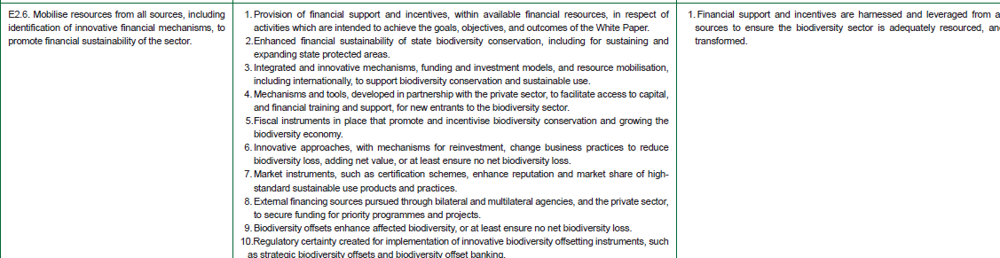 E2.6. Mobilise resources from all sources, including
identification of innovative financial mechanisms, to
promote financial sustainability of the sector.
1. Provision of financial support and incentives, within available financial resources, in respect of
activities which are intended to achieve the goals, objectives, and outcomes of the White Paper.
2. Enhanced financial sustainability of state biodiversity conservation, including for sustaining and
expanding state protected areas.
3. Integrated and innovative mechanisms, funding and investment models, and resource mobilisation,
including internationally, to support biodiversity conservation and sustainable use.
4. Mechanisms and tools, developed in partnership with the private sector, to facilitate access to capital,
and financial training and support, for new entrants to the biodiversity sector.
5. Fiscal instruments in place that promote and incentivise biodiversity conservation and growing the
biodiversity economy.
6. Innovative approaches, with mechanisms for reinvestment, change business practices to reduce
biodiversity loss, adding net value, or at least ensure no net biodiversity loss.
7. Market instruments, such as certification schemes, enhance reputation and market share of high-
standard sustainable use products and practices.
8. External financing sources pursued through bilateral and multilateral agencies, and the private sector,
to secure funding for priority programmes and projects.
9. Biodiversity offsets enhance affected biodiversity, or at least ensure no net biodiversity loss.
10. Regulatory certainty created for implementation of innovative biodiversity offsetting instruments, such
as strategic biodiversity offsets and biodiversity offset banking.
1. Financial support and incentives are harnessed and leveraged from
sources to ensure the biodiversity sector is adequately resourced,
transformed.